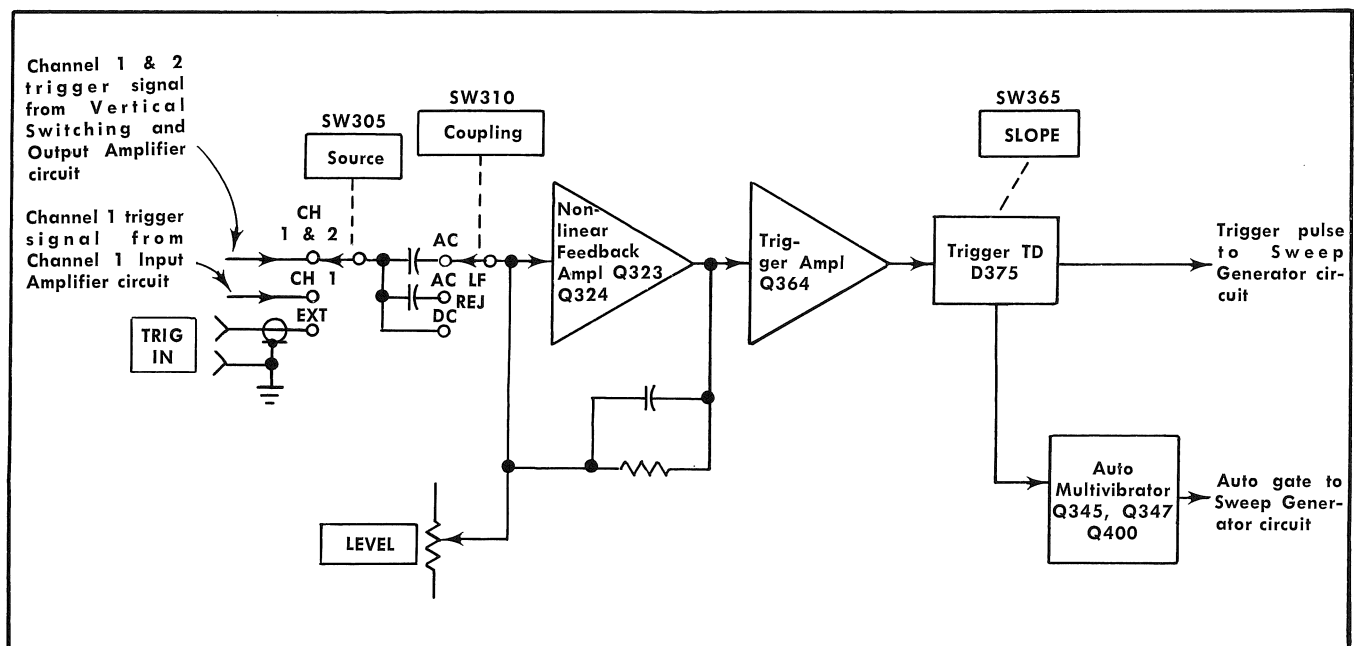 Channel 1 & 2
trigger signal
from Vertical
Switching and
Output Amplifier
circuit
Channel 1 trigger
signal from
Channel 1 Input
Amplifier circuit
TRIG
IN
SW305
Source
SW310
Coupling
CH
1 & 2
CH 1
EXT
AC
AC LF
REJ
DC
LEVEL
Non-
linear
Feedback
Ampl Q323
Q324
Trig-
ger Ampl
Q364
SW365
SLOPE
Trigger TD
D375
Trigger pulse
to Sweep
Generator cir-
cuit
Auto
Multivibrator
Q345, Q347
Q400
Auto gate to
Sweep Gener-
ator circuit